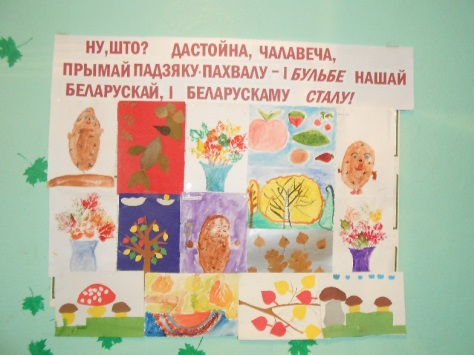 НУ, ШТО? ДАСТОЙНА, ЧАЛАВЕЧА,
ПРЫМАЙ ПАДЗЯКУ-ПАХВАЛУ – І БУЛЬБЕ НАШАЙ
БЕЛАРУСКАЙ, І БЕЛАРУСКАМУ СТАЛУ!